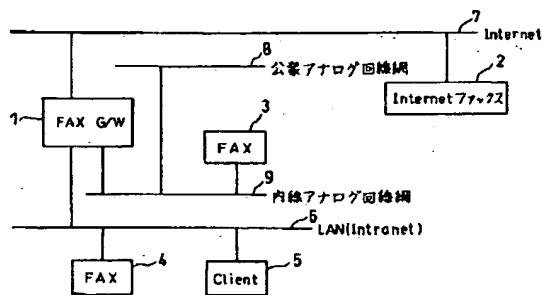 7
Internet
8
公衆アナログ回線網
2
Internetファックス
1
FAX G/W
3
FAX
9
内線アナログ回線網
6
LAN(Intranet)
FAX
4
Client
5